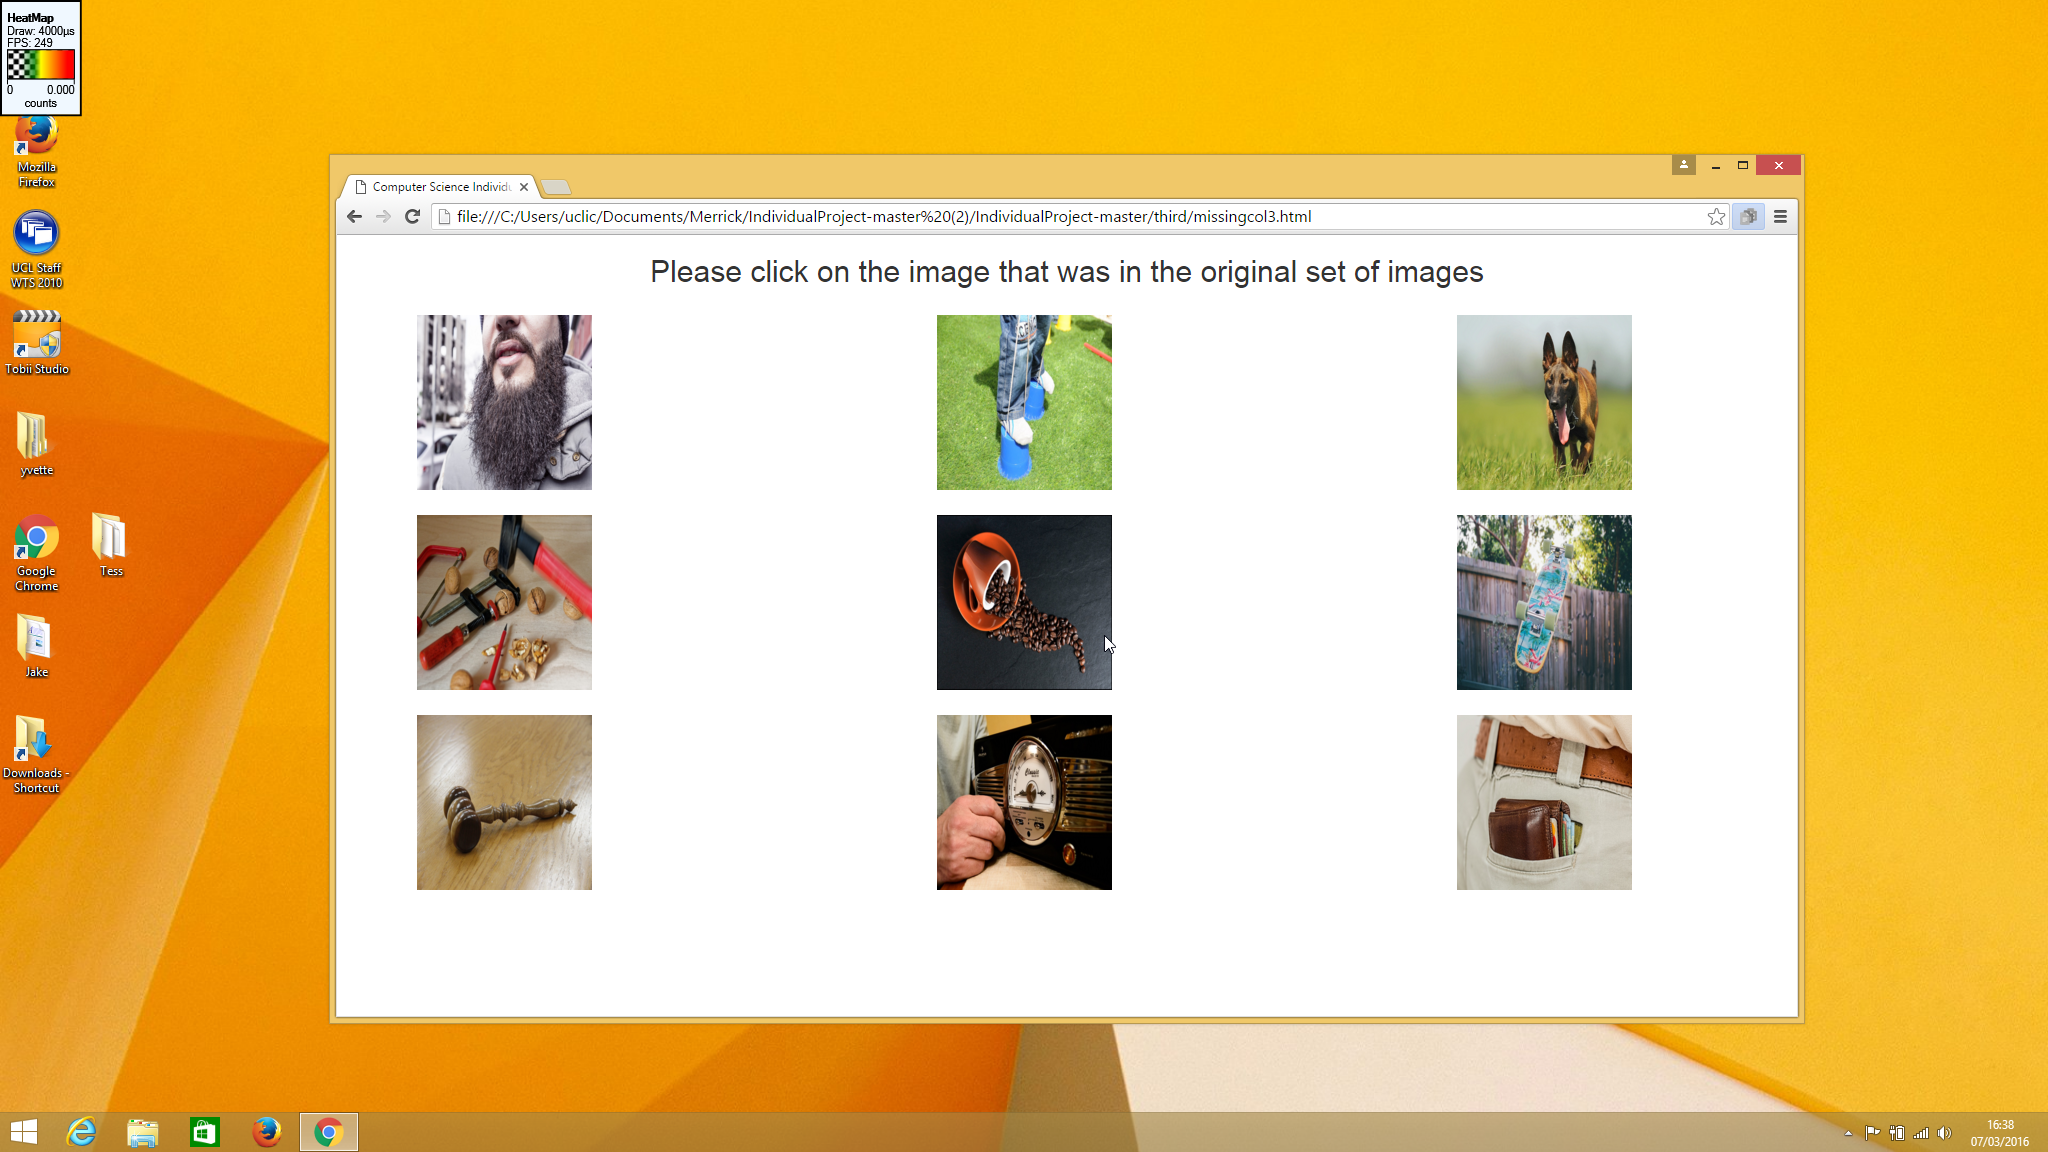 HeatMap
Draw: 4000µs
FPS: 249
0 0.000
counts
Mozilla
Firefox
UCL Staff
WTS 2010
Tobii Studio
yvette
Google
Chrome
Tess
Jake
Downloads -
Shortcut
Computer Science Individu
file:///C:/Users/uclic/Documents/Merrick/IndividualProject-master%20(2)/IndividualProject-master/third/missingcol3.html
Please click on the image that was in the original set of images
16:38
07/03/2016